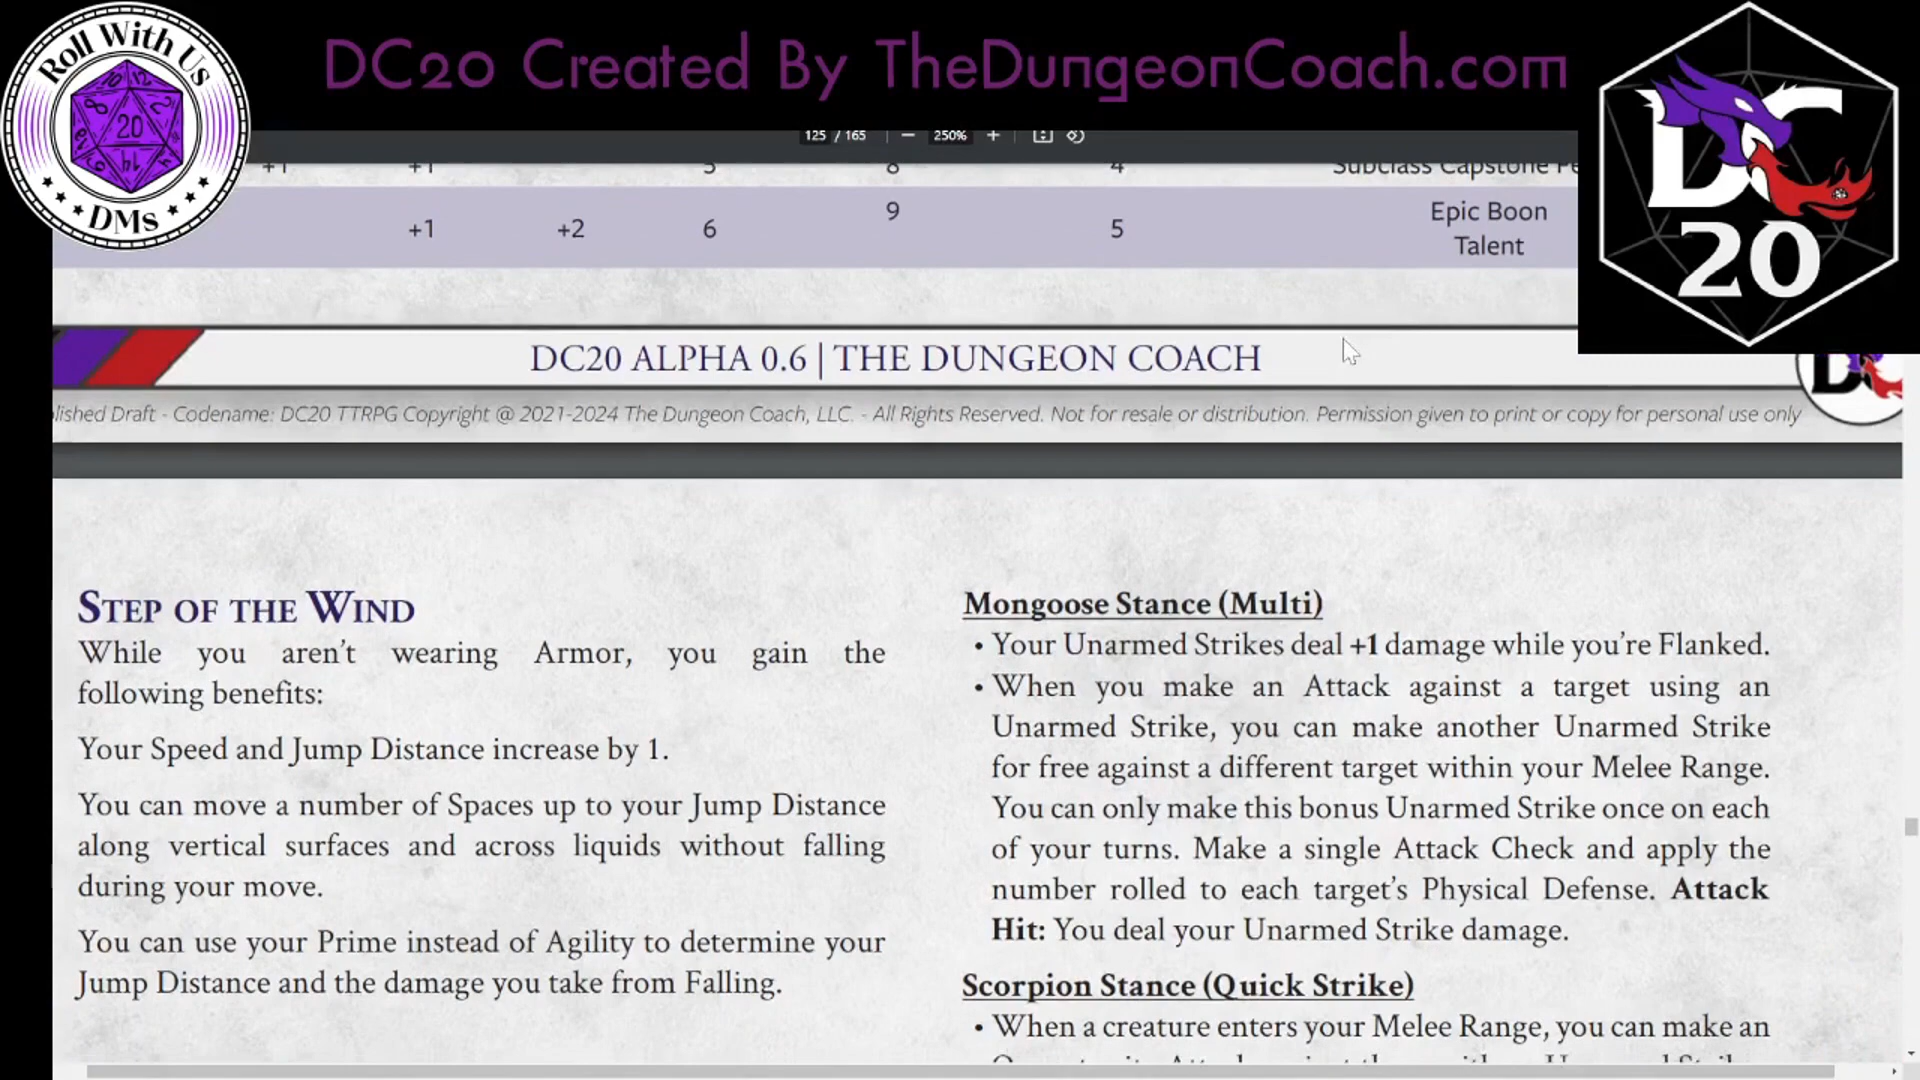 Roll With Us
20
DMs
DC20 Created By TheDungeonCoach.com
DC
20
125 / 165 — 250% +
+1 +1 5 8 4 Subclass Capstone
+1 +2 6 9 5 Epic Boon
Talent
DC20 ALPHA 0.6 | THE DUNGEON COACH
Draft - Codename: DC20 TTRPG Copyright @ 2021-2024 The Dungeon Coach, LLC. - All Rights Reserved. Not for resale or distribution. Permission given to print or copy for personal use only
STEP OF THE WIND
While you aren't wearing Armor, you gain the
following benefits:
Your Speed and Jump Distance increase by 1.
You can move a number of Spaces up to your Jump Distance
along vertical surfaces and across liquids without falling
during your move.
You can use your Prime instead of Agility to determine your
Jump Distance and the damage you take from Falling.
Mongoose Stance (Multi)
• Your Unarmed Strikes deal +1 damage while you're Flanked.
• When you make an Attack against a target using an
Unarmed Strike, you can make another Unarmed Strike
for free against a different target within your Melee Range.
You can only make this bonus Unarmed Strike once on each
of your turns. Make a single Attack Check and apply the
number rolled to each target's Physical Defense. Attack
Hit: You deal your Unarmed Strike damage.
Scorpion Stance (Quick Strike)
• When a creature enters your Melee Range, you can make an